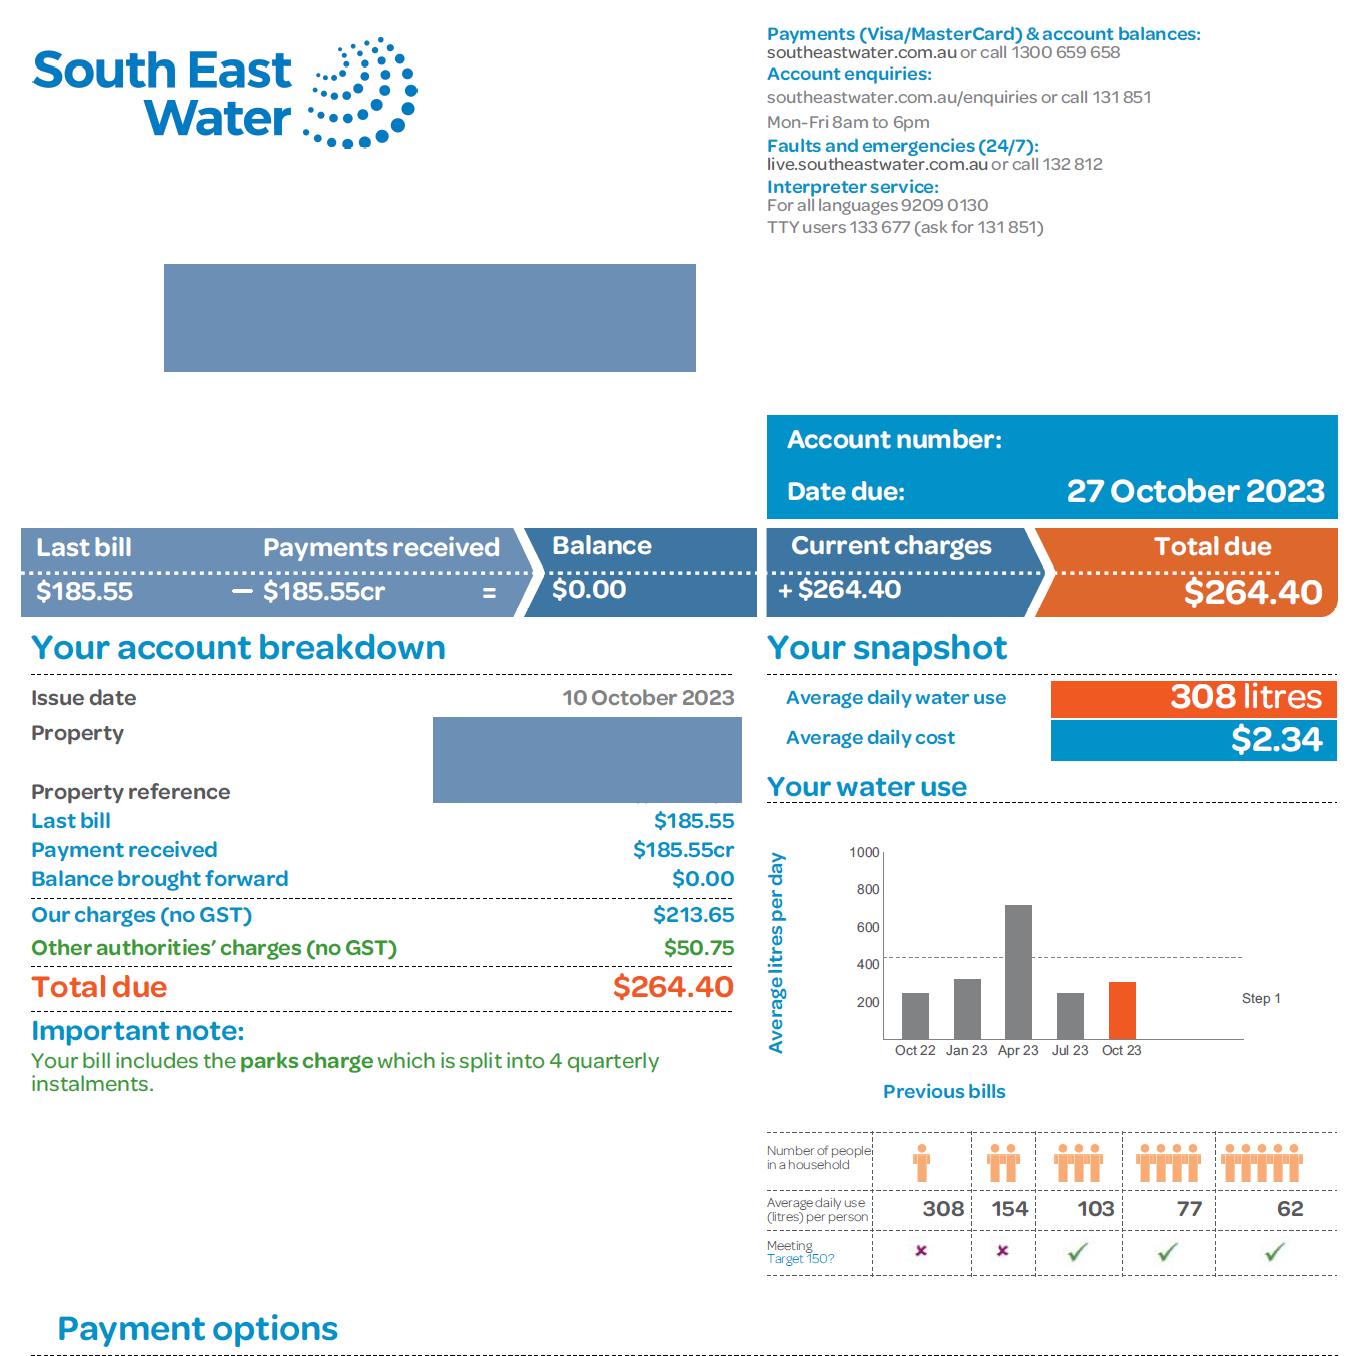 South East
Water
Payments (Visa/MasterCard) & account balances:
southeastwater.com.au or call 1300 659 658
Account enquiries:
southeastwater.com.au/enquiries or call 131 851
Mon-Fri 8am to 6pm
Faults and emergencies (24/7):
live.southeastwater.com.au or call 132 812
Interpreter service:
For all languages 9209 0130
TTY users 133 677 (ask for 131 851)
Account number:
Date due: 27 October 2023
Last bill Payments received Balance Current charges Total due
$185.55 – $185.55cr = $0.00 + $264.40 $264.40
Your account breakdown
Issue date 10 October 2023
Property
Property reference
Last bill $185.55
Payment received $185.55cr
Balance brought forward $0.00
Our charges (no GST) $213.65
Other authorities’ charges (no GST) $50.75
Total due $264.40
Important note:
Your bill includes the parks charge which is split into 4 quarterly
instalments.
Your snapshot
Average daily water use 308 litres
Average daily cost $2.34
Your water use
Average litres per day
1000
800
600
400
200
Step 1
Oct 22 Jan 23 Apr 23 Jul 23 Oct 23
Previous bills
Number of people
in a household
Average daily use
(litres) per person 308 154 103 77 62
Meeting
Target 150?
Payment options